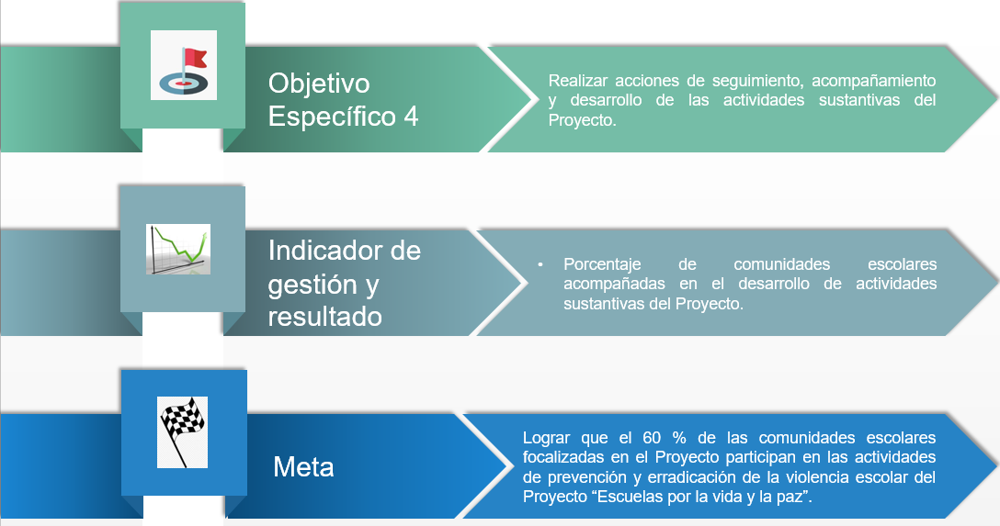 Objetivo
Específico 4
Realizar acciones de seguimiento, acompañamiento
y desarrollo de las actividades sustantivas del
Proyecto.
Indicador de
gestión y
resultado
• Porcentaje de comunidades escolares
acompañadas en el desarrollo de actividades
sustantivas del Proyecto.
Meta
Lograr que el 60 % de las comunidades escolares
focalizadas en el Proyecto participan en las actividades
de prevención y erradicación de la violencia escolar del
Proyecto “Escuelas por la vida y la paz”.